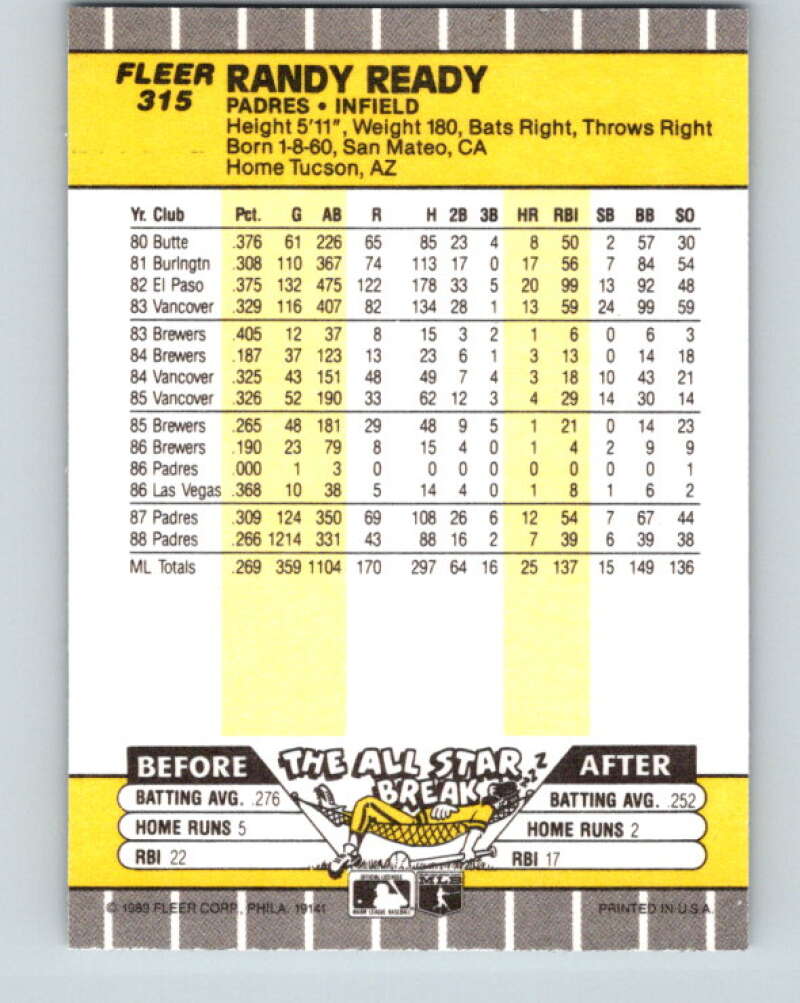 FLEER RANDY READY
315 PADRES • INFIELD
Height 5'11", Weight 180, Bats Right, Throws Right
Born 1-8-60, San Mateo, CA
Home Tucson, AZ
Yr. Club Pct. G AB R H 2B 3B HR RBI SB BB SO
80 Butte .376 61 226 65 85 23 4 8 50 2 57 30
81 Burlngtn .308 110 367 74 113 17 0 17 56 7 84 54
82 El Paso .375 132 475 122 178 33 5 20 99 13 92 48
83 Vancover .329 116 407 82 134 28 1 13 59 24 99 59
83 Brewers .405 12 37 8 15 3 2 1 6 0 6 3
84 Brewers .187 37 123 13 23 6 1 3 13 0 14 18
84 Vancover .325 43 151 48 49 7 4 3 18 10 43 21
85 Vancover .326 52 190 33 62 12 3 4 29 14 30 14
85 Brewers .265 48 181 29 48 9 5 1 21 0 14 23
86 Brewers .190 23 79 8 15 4 0 1 4 2 9 9
86 Padres .000 1 3 0 0 0 0 0 0 0 0 1
86 Las Vegas .368 10 38 5 14 4 0 1 8 1 6 2
87 Padres .309 124 350 69 108 26 6 12 54 7 67 44
88 Padres .266 1214 331 43 88 16 2 7 39 6 39 38
ML Totals .269 359 1104 170 297 64 16 25 137 15 149 136
BEFORE THE ALL STAR BREAK ZZZ AFTER
BATTING AVG. .276 BATTING AVG. .252
HOME RUNS 5 HOME RUNS 2
RBI 22 RBI 17
OFFICIAL LICENSEE
MAJOR LEAGUE BASEBALL
MLB
© 1989 FLEER CORP., PHILA. 19141 PRINTED IN U.S.A.